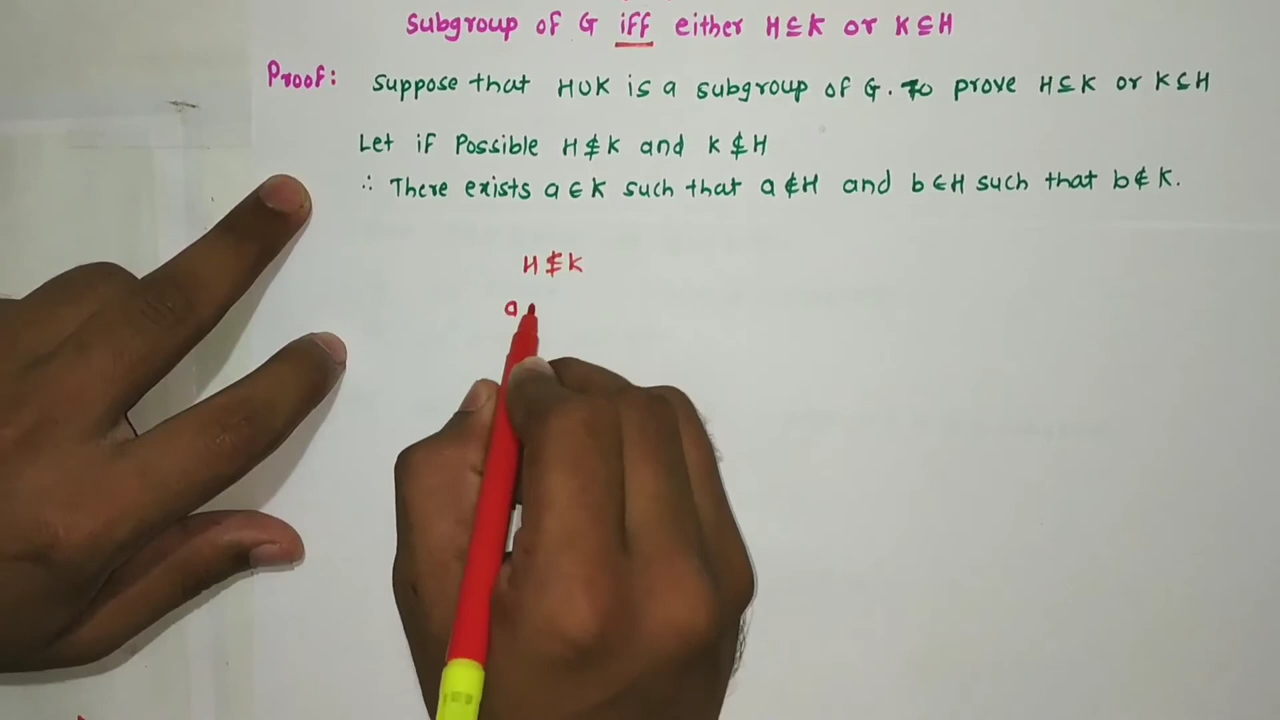 Subgroup of G iff either H⊆K or K⊆H
Proof: Suppose that H∪K is a subgroup of G. To prove H⊆K or K⊆H
Let if Possible H⊈K and K⊈H
∴ There exists a∈K such that a∉H and b∈H such that b∉K.
H⊈K
a